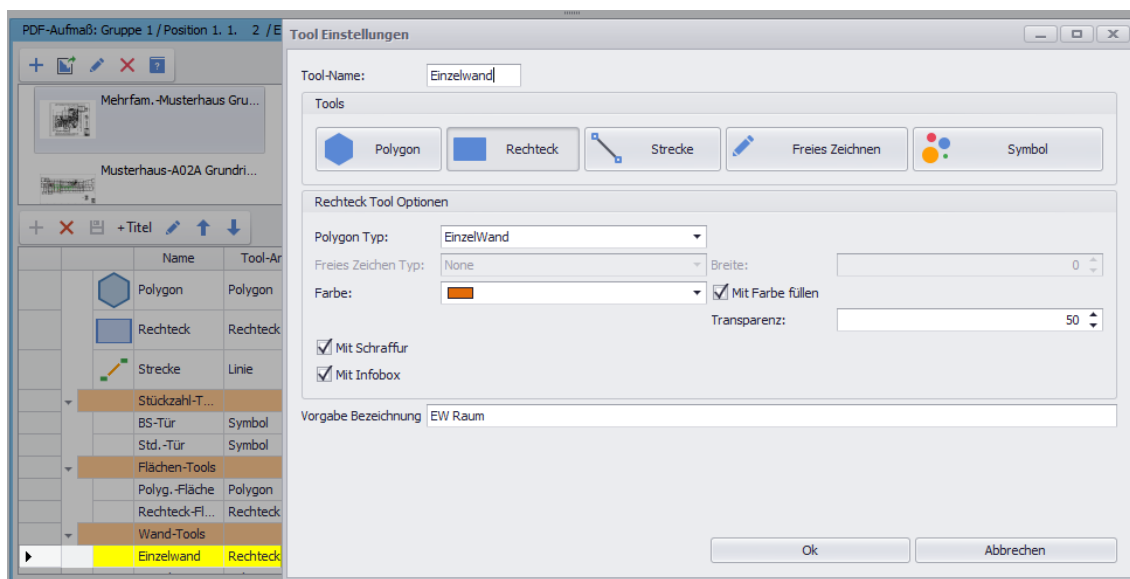 PDF-Aufmaß: Gruppe 1 / Position 1. 1. 2 / E
Mehrfam.-Musterhaus Gru...
Musterhaus-A02A Grundri...
+Titel
Name Tool-Ar
Polygon Polygon
Rechteck Rechteck
Strecke Linie
Stückzahl-T...
BS-Tür Symbol
Std.-Tür Symbol
Flächen-Tools
Polyg.-Fläche Polygon
Rechteck-Fl... Rechteck
Wand-Tools
Einzelwand Rechteck
Tool Einstellungen
Tool-Name: Einzelwand
Tools
Polygon Rechteck Strecke Freies Zeichnen Symbol
Rechteck Tool Optionen
Polygon Typ: EinzelWand
Freies Zeichen Typ: None Breite: 0
Farbe: Mit Farbe füllen
Transparenz: 50
Mit Schraffur
Mit Infobox
Vorgabe Bezeichnung EW Raum
Ok Abbrechen